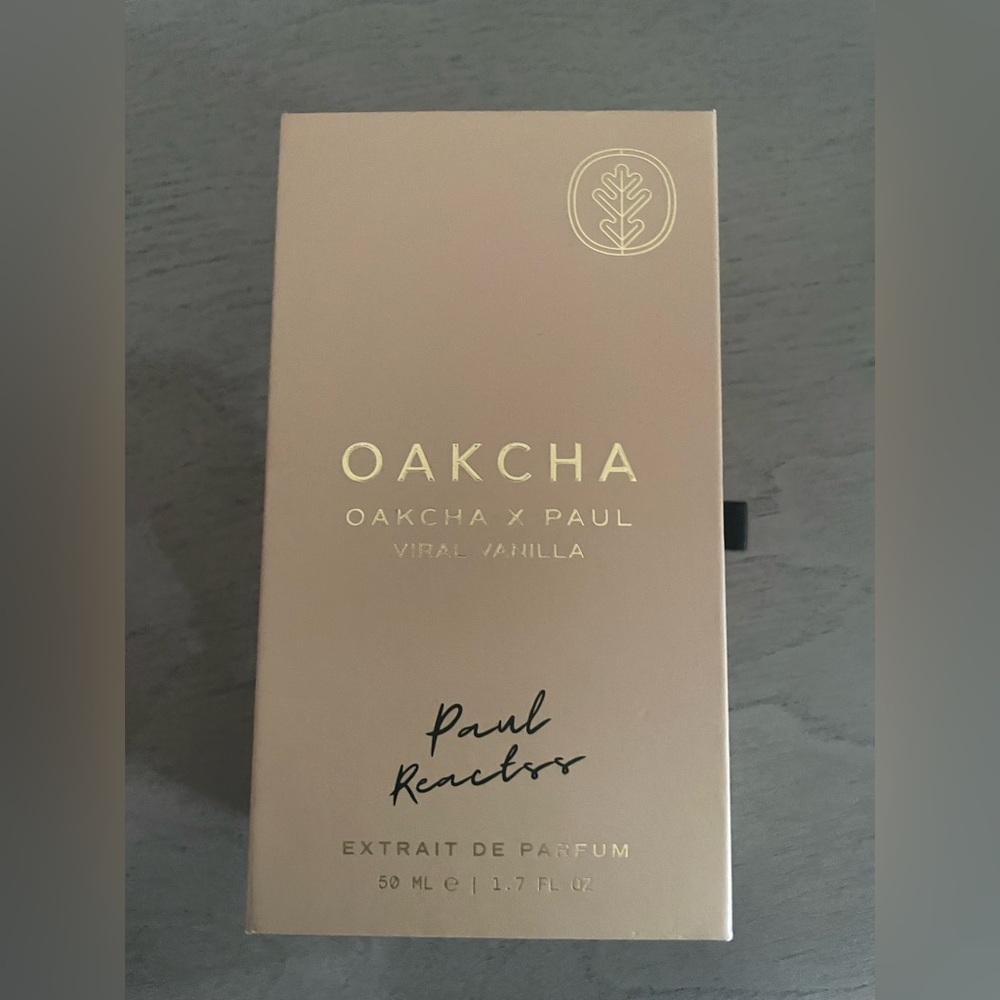 OAKCHA
OAKCHA X PAUL
VIRAL VANILLA
Paul
Reactss
EXTRAIT DE PARFUM
50 ML ℮ | 1.7 FL OZ